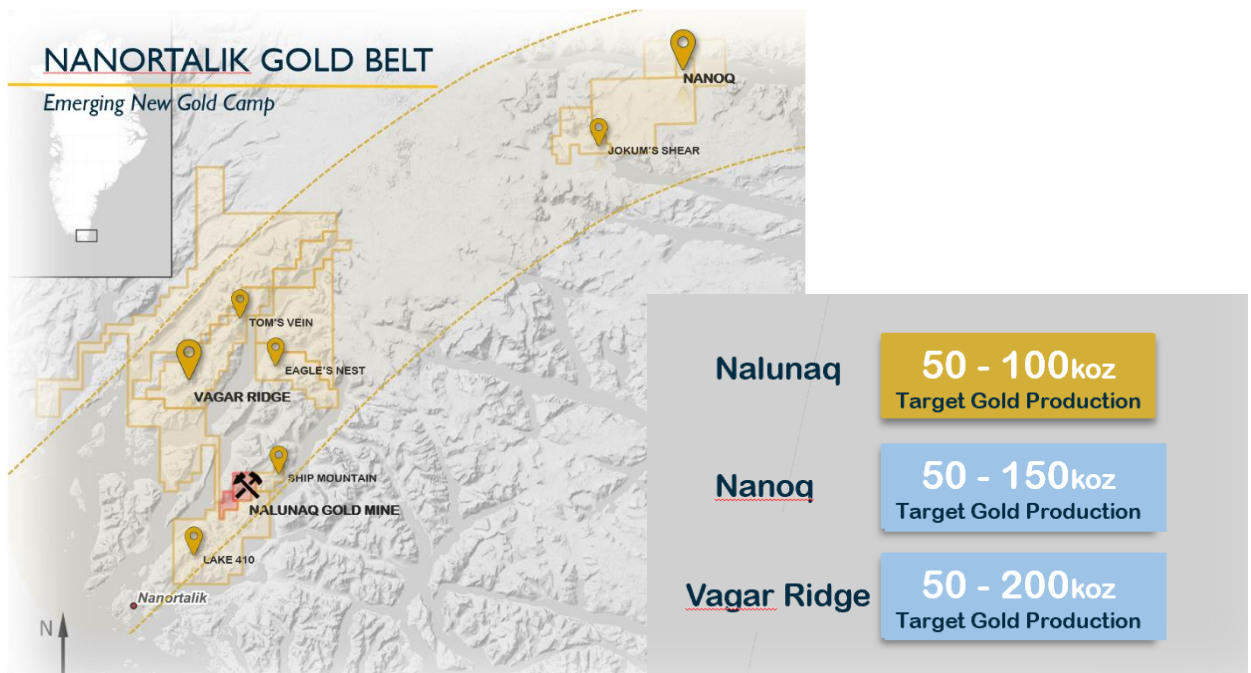 NANORTALIK GOLD BELT
Emerging New Gold Camp
NANOQ
JOKUM'S SHEAR
TOM'S VEIN
EAGLE'S NEST
VAGAR RIDGE
SHIP MOUNTAIN
NALUNAQ GOLD MINE
LAKE 410
Nanortalik
N
Nalunaq
50 - 100koz
Target Gold Production
Nanoq
50 - 150koz
Target Gold Production
Vagar Ridge
50 - 200koz
Target Gold Production